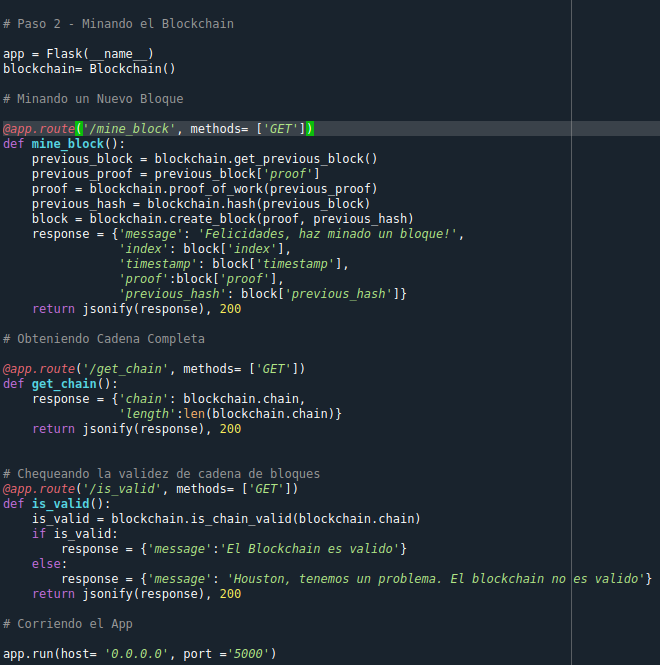 # Paso 2 - Minando el Blockchain
app = Flask(__name__)
blockchain= Blockchain()
# Minando un Nuevo Bloque
@app.route('/mine_block', methods= ['GET'])
def mine_block():
    previous_block = blockchain.get_previous_block()
    previous_proof = previous_block['proof']
    proof = blockchain.proof_of_work(previous_proof)
    previous_hash = blockchain.hash(previous_block)
    block = blockchain.create_block(proof, previous_hash)
    response = {'message': 'Felicidades, haz minado un bloque!',
                'index': block['index'],
                'timestamp': block['timestamp'],
                'proof':block['proof'],
                'previous_hash': block['previous_hash']}
    return jsonify(response), 200
# Obteniendo Cadena Completa
@app.route('/get_chain', methods= ['GET'])
def get_chain():
    response = {'chain': blockchain.chain,
                'length':len(blockchain.chain)}
    return jsonify(response), 200
# Chequeando la validez de cadena de bloques
@app.route('/is_valid', methods= ['GET'])
def is_valid():
    is_valid = blockchain.is_chain_valid(blockchain.chain)
    if is_valid:
        response = {'message':'El Blockchain es valido'}
    else:
        response = {'message': 'Houston, tenemos un problema. El blockchain no es valido'}
    return jsonify(response), 200
# Corriendo el App
app.run(host= '0.0.0.0', port ='5000')